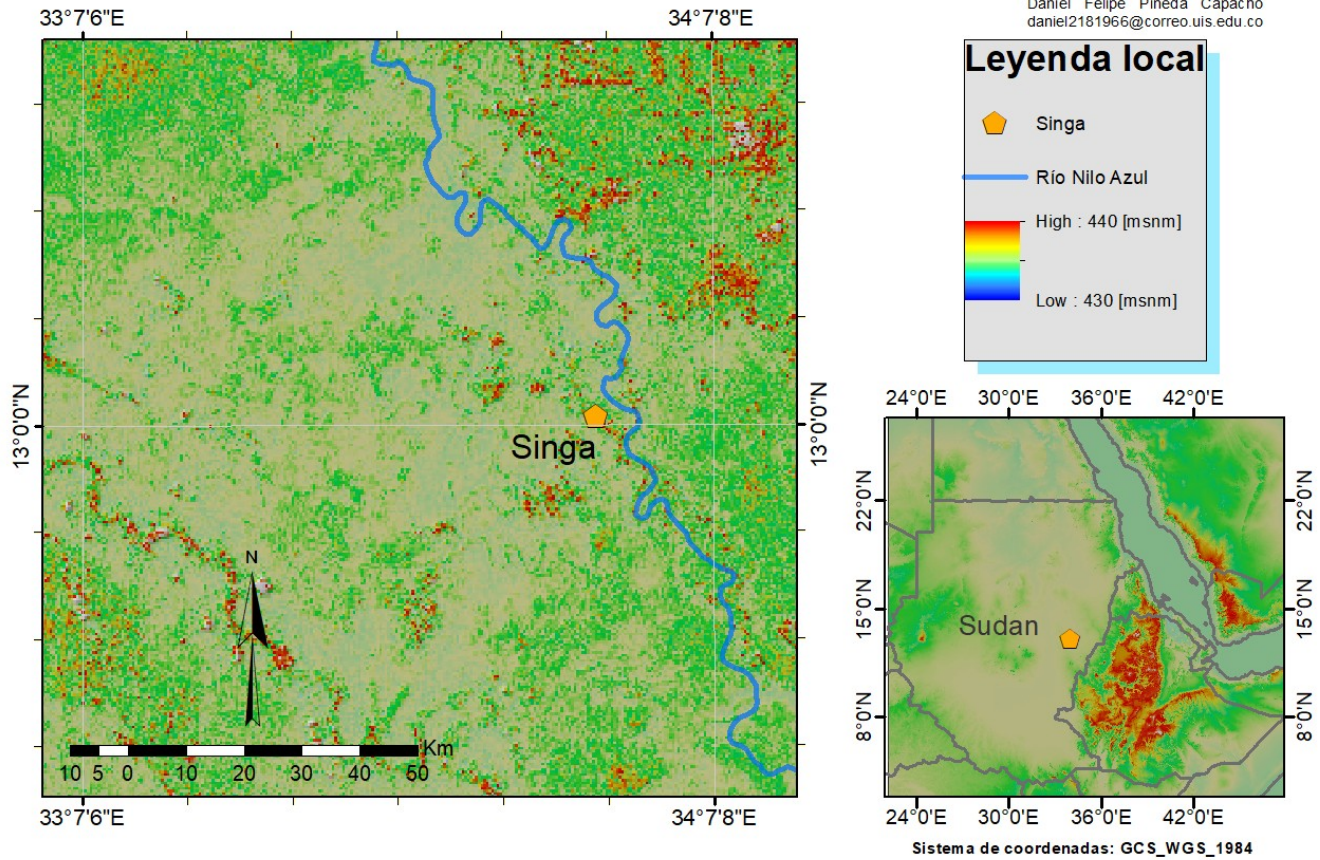 Daniel Felipe Pineda Capacho
daniel2181966@correo.uis.edu.co
33°7'6"E
34°7'8"E
13°0'0"N
Singa
N
Km
10 5 0 10 20 30 40 50
13°0'0"N
33°7'6"E
34°7'8"E
Leyenda local
Singa
Río Nilo Azul
High : 440 [msnm]
Low : 430 [msnm]
24°0'E 30°0'E 36°0'E 42°0'E
22°0'N
22°0'N
15°0'N
15°0'N
Sudan
8°0'N
8°0'N
24°0'E 30°0'E 36°0'E 42°0'E
Sistema de coordenadas: GCS_WGS_1984